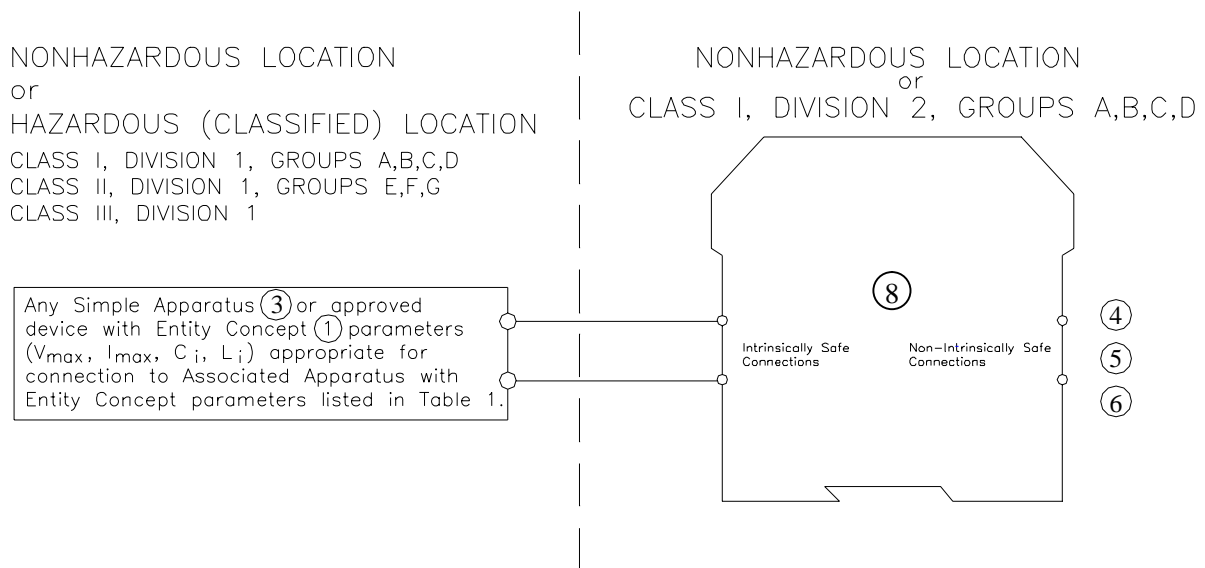 NONHAZARDOUS LOCATION
or
HAZARDOUS (CLASSIFIED) LOCATION
CLASS I, DIVISION 1, GROUPS A,B,C,D
CLASS II, DIVISION 1, GROUPS E,F,G
CLASS III, DIVISION 1
Any Simple Apparatus 3 or approved
device with Entity Concept 1 parameters
(Vmax, Imax, Ci, Li) appropriate for
connection to Associated Apparatus with
Entity Concept parameters listed in Table 1.
NONHAZARDOUS LOCATION
or
CLASS I, DIVISION 2, GROUPS A,B,C,D
8
Intrinsically Safe
Connections
Non-Intrinsically Safe
Connections
4
5
6